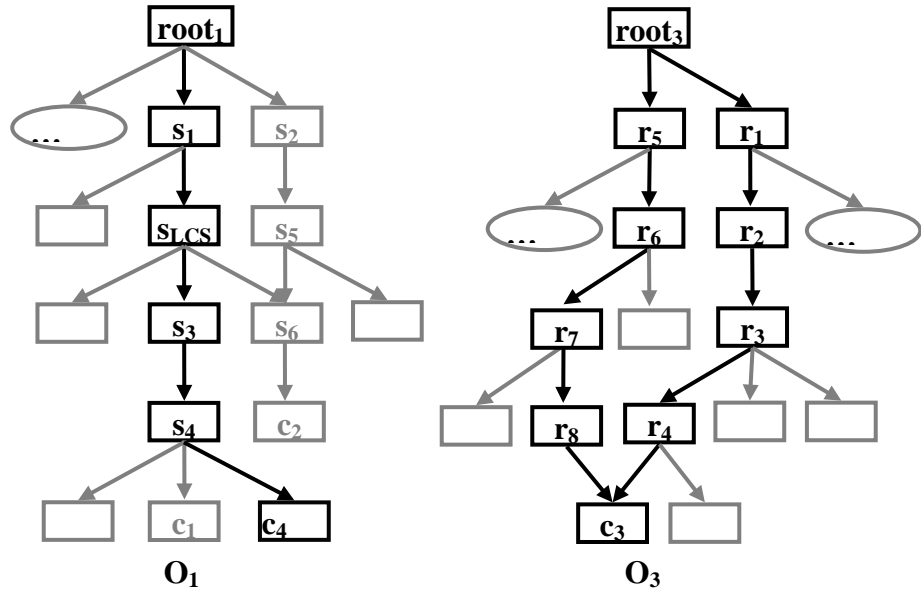 root₁
root₃
...
s₁
s₂
r₅
r₁
s_LCS
s₅
...
r₆
r₂
...
s₃
s₆
r₇
r₃
s₄
c₂
r₈
r₄
c₁
c₄
c₃
O₁
O₃